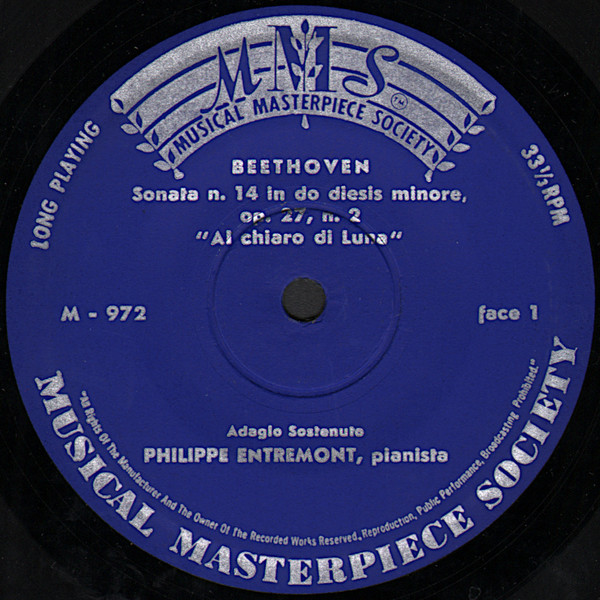 M-M-S
TM
MUSICAL MASTERPIECE SOCIETY
LONG PLAYING
33 1/3 RPM
BEETHOVEN
Sonata n. 14 in do diesis minore,
op. 27, n. 2
"Al chiaro di Luna"
M - 972
face 1
Adagio Sostenuto
PHILIPPE ENTREMONT, pianista
"All Rights Of The Manufacturer And The Owner Of The Recorded Works Reserved, Reproduction, Public Performance, Broadcasting Prohibited."
MUSICAL MASTERPIECE SOCIETY